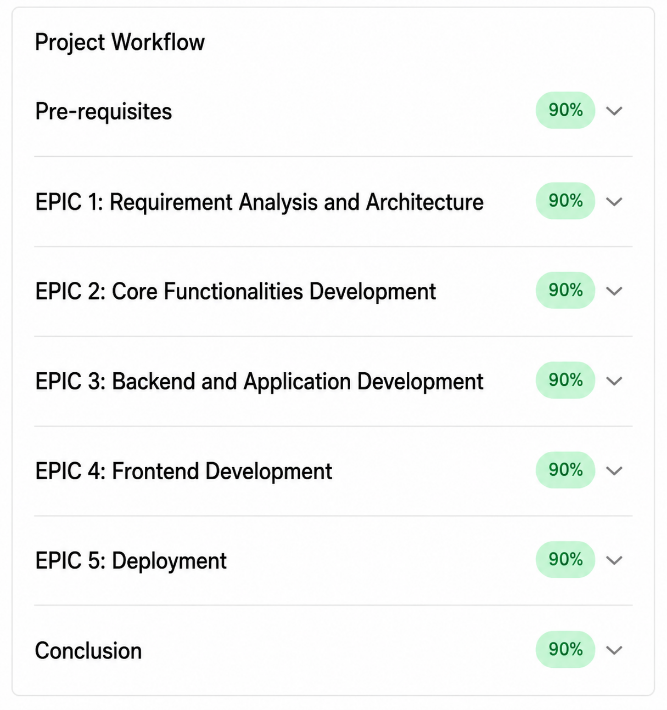 Project Workflow
Pre-requisites 90%
EPIC 1: Requirement Analysis and Architecture 90%
EPIC 2: Core Functionalities Development 90%
EPIC 3: Backend and Application Development 90%
EPIC 4: Frontend Development 90%
EPIC 5: Deployment 90%
Conclusion 90%